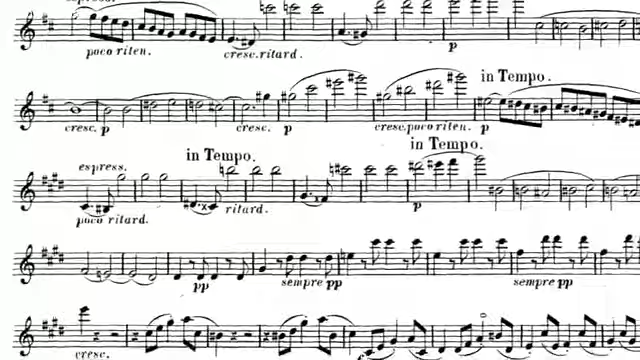 espress.
poco riten.
cresc. ritard.
p
in Tempo.
cresc. p
cresc.
p
cresc. poco riten.
p
in Tempo.
espress.
in Tempo.
poco ritard.
ritard.
p
pp
sempre pp
sempre pp
cresc.